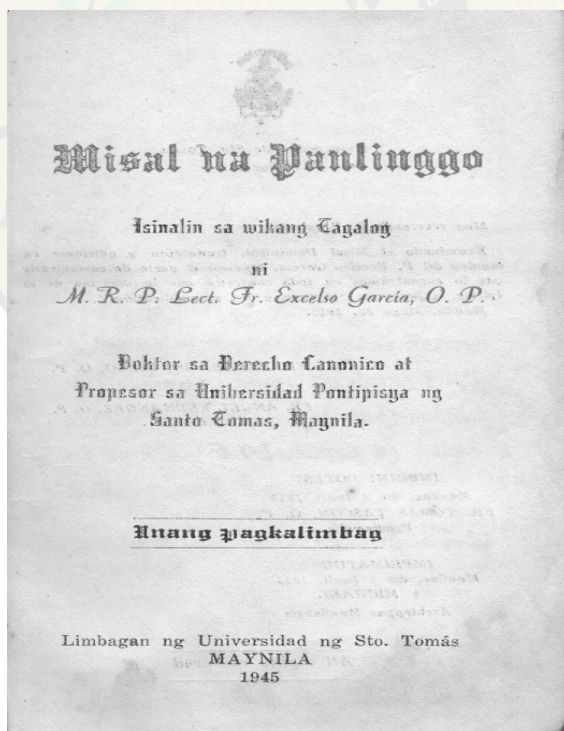 Misal na Panlinggo
Isinalin sa wikang Tagalog
ni
M. R. P. Lect. Fr. Excelso Garcia, O. P.
Doktor sa Derecho Canonico at
Propesor sa Unibersidad Pontipisya ng
Santo Tomas, Maynila.
Unang pagkalimbag
Limbagan ng Universidad ng Sto. Tomás
MAYNILA
1945